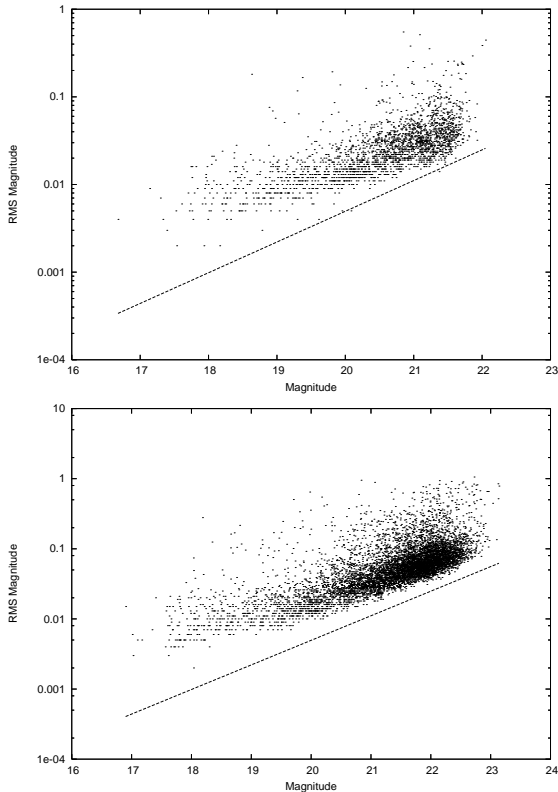 1
0.1
0.01
0.001
1e-04
RMS Magnitude
16 17 18 19 20 21 22 23
Magnitude
10
1
0.1
0.01
0.001
1e-04
RMS Magnitude
16 17 18 19 20 21 22 23 24
Magnitude